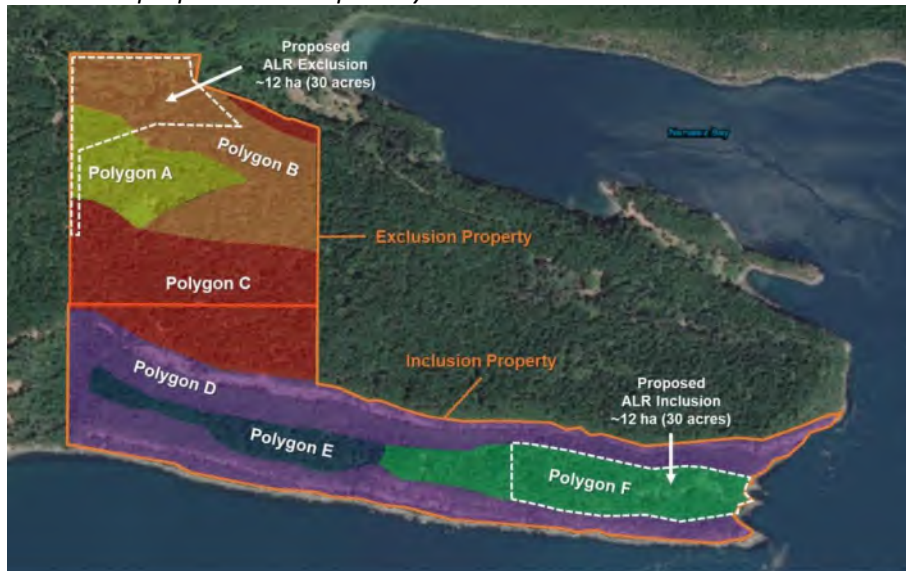 Proposed
ALR Exclusion
~12 ha (30 acres)
Polygon B
Polygon A
Exclusion Property
Polygon C
Inclusion Property
Polygon D
Proposed
ALR Inclusion
~12 ha (30 acres)
Polygon E
Polygon F